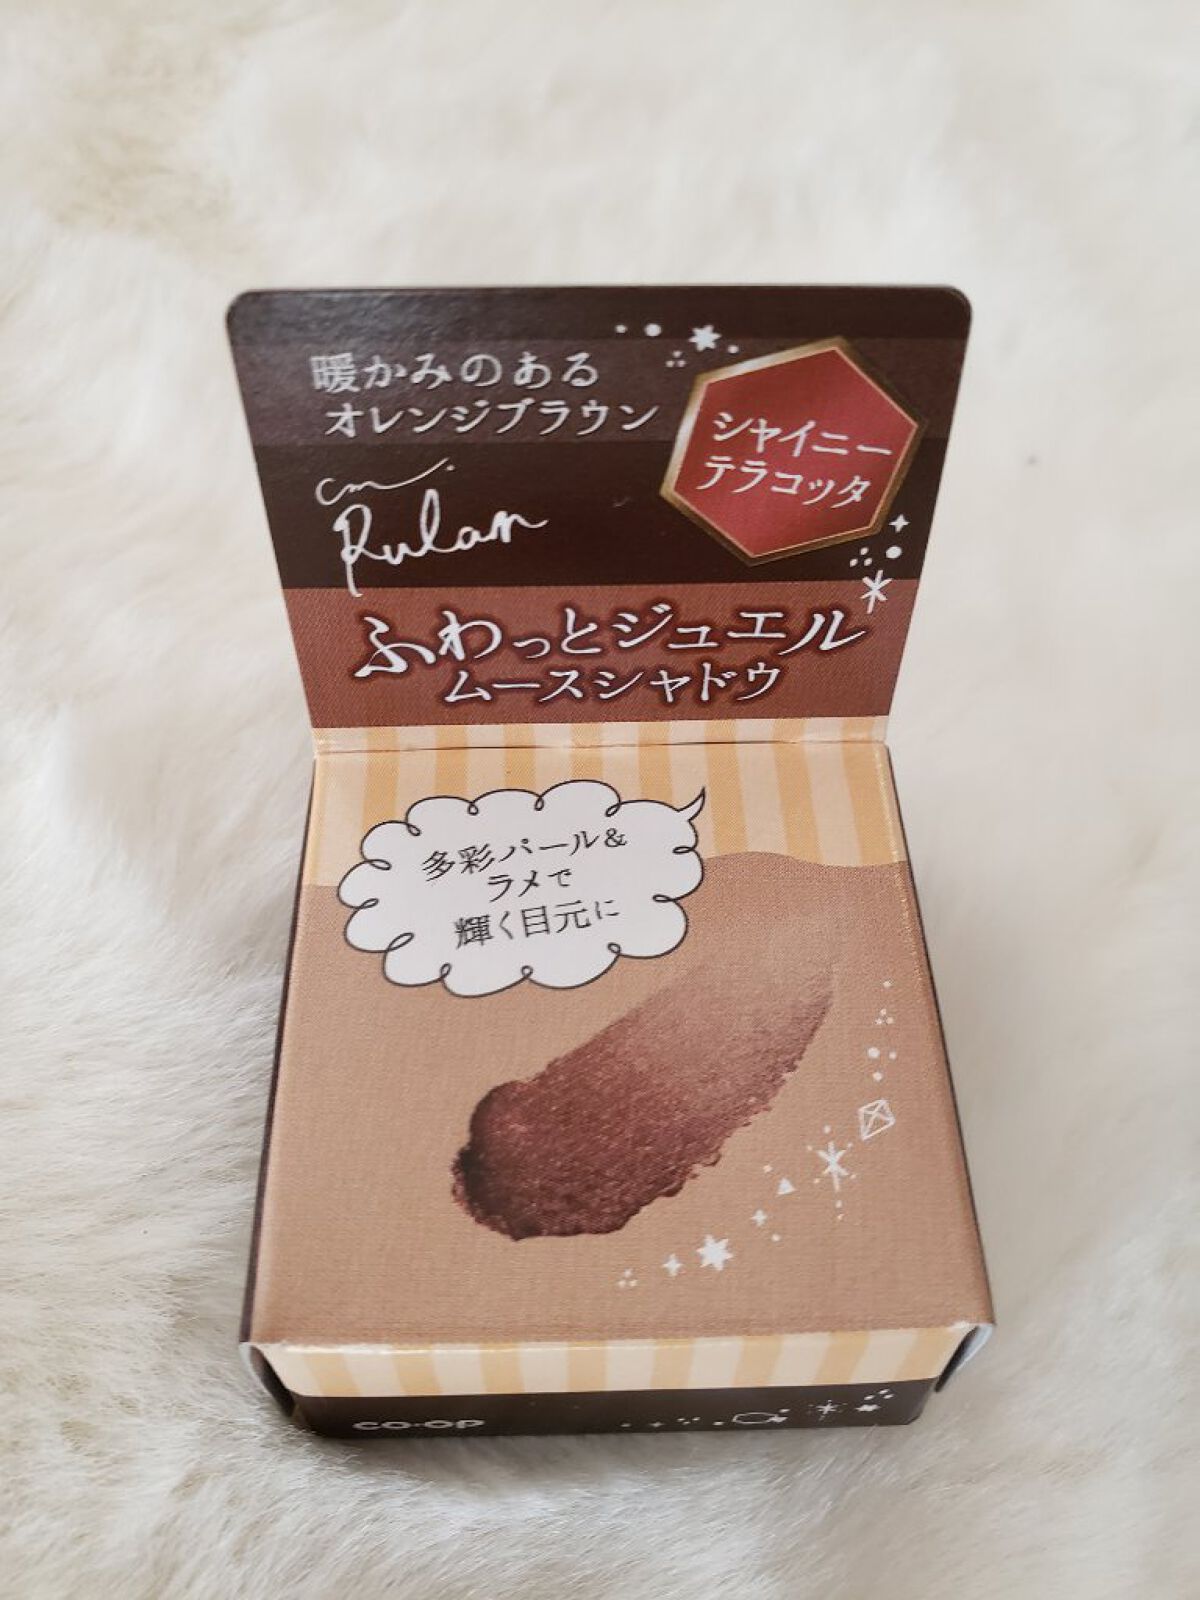 暖かみのある
オレンジブラウン
シャイニー
テラコッタ
cm.
Rulan
ふわっとジュエル
ムースシャドウ
多彩パール&
ラメで
輝く目元に
CO・OP